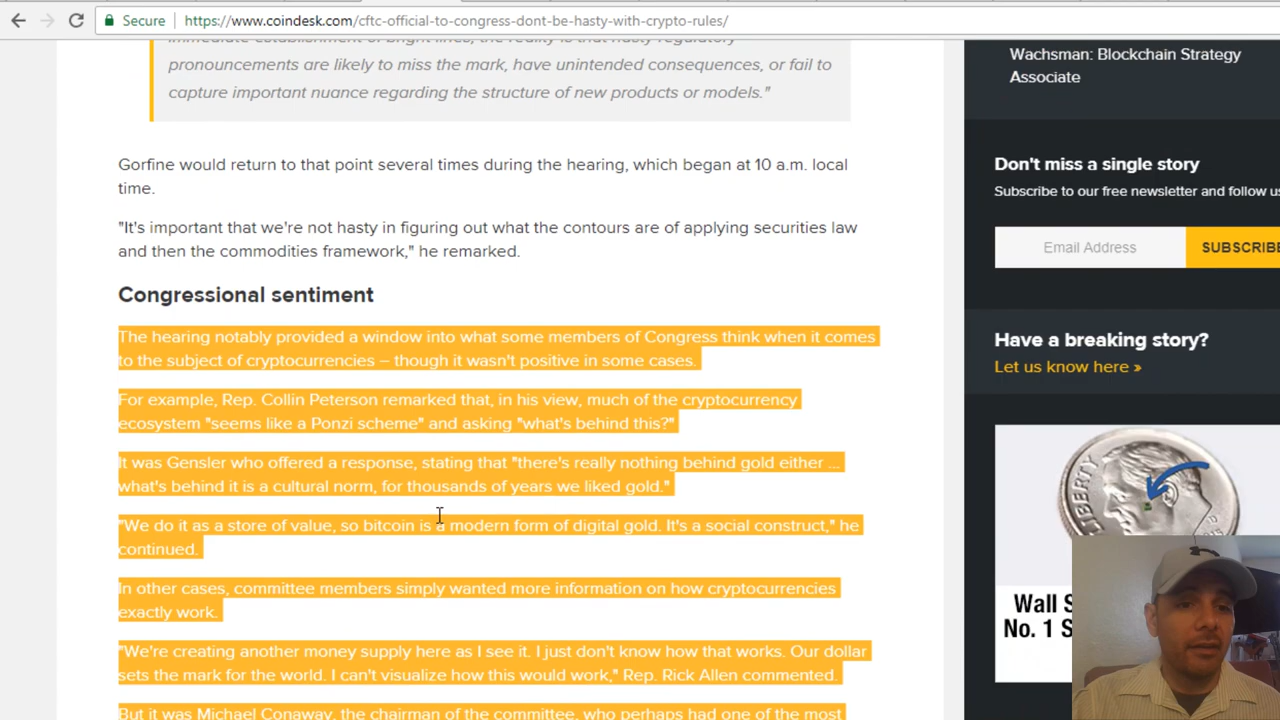 Secure
https://www.coindesk.com/cftc-official-to-congress-dont-be-hasty-with-crypto-rules/
immediate establishment of bright lines, the reality is that hasty regulatory
pronouncements are likely to miss the mark, have unintended consequences, or fail to
capture important nuance regarding the structure of new products or models."
Gorfine would return to that point several times during the hearing, which began at 10 a.m. local
time.
"It's important that we're not hasty in figuring out what the contours are of applying securities law
and then the commodities framework," he remarked.
Congressional sentiment
The hearing notably provided a window into what some members of Congress think when it comes
to the subject of cryptocurrencies – though it wasn't positive in some cases.
For example, Rep. Collin Peterson remarked that, in his view, much of the cryptocurrency
ecosystem "seems like a Ponzi scheme" and asking "what's behind this?"
It was Gensler who offered a response, stating that "there's really nothing behind gold either ...
what's behind it is a cultural norm, for thousands of years we liked gold."
"We do it as a store of value, so bitcoin is a modern form of digital gold. It's a social construct," he
continued.
In other cases, committee members simply wanted more information on how cryptocurrencies
exactly work.
"We're creating another money supply here as I see it. I just don't know how that works. Our dollar
sets the mark for the world. I can't visualize how this would work," Rep. Rick Allen commented.
But it was Michael Conaway, the chairman of the committee, who perhaps had one of the most
Wachsman: Blockchain Strategy
Associate
Don't miss a single story
Subscribe to our free newsletter and follow us
Email Address
SUBSCRIBE
Have a breaking story?
Let us know here »
LIBERTY
Wall S
No. 1 S